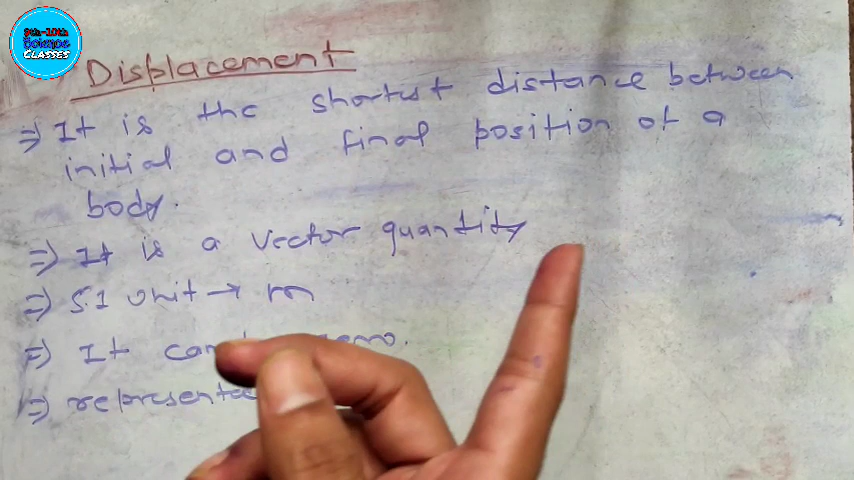 9th-10th
Science
CLASSES
Displacement
⇒ It is the shortest distance between
initial and final position of a
body.
⇒ It is a vector quantity
⇒ SI unit → m
⇒ It can
⇒